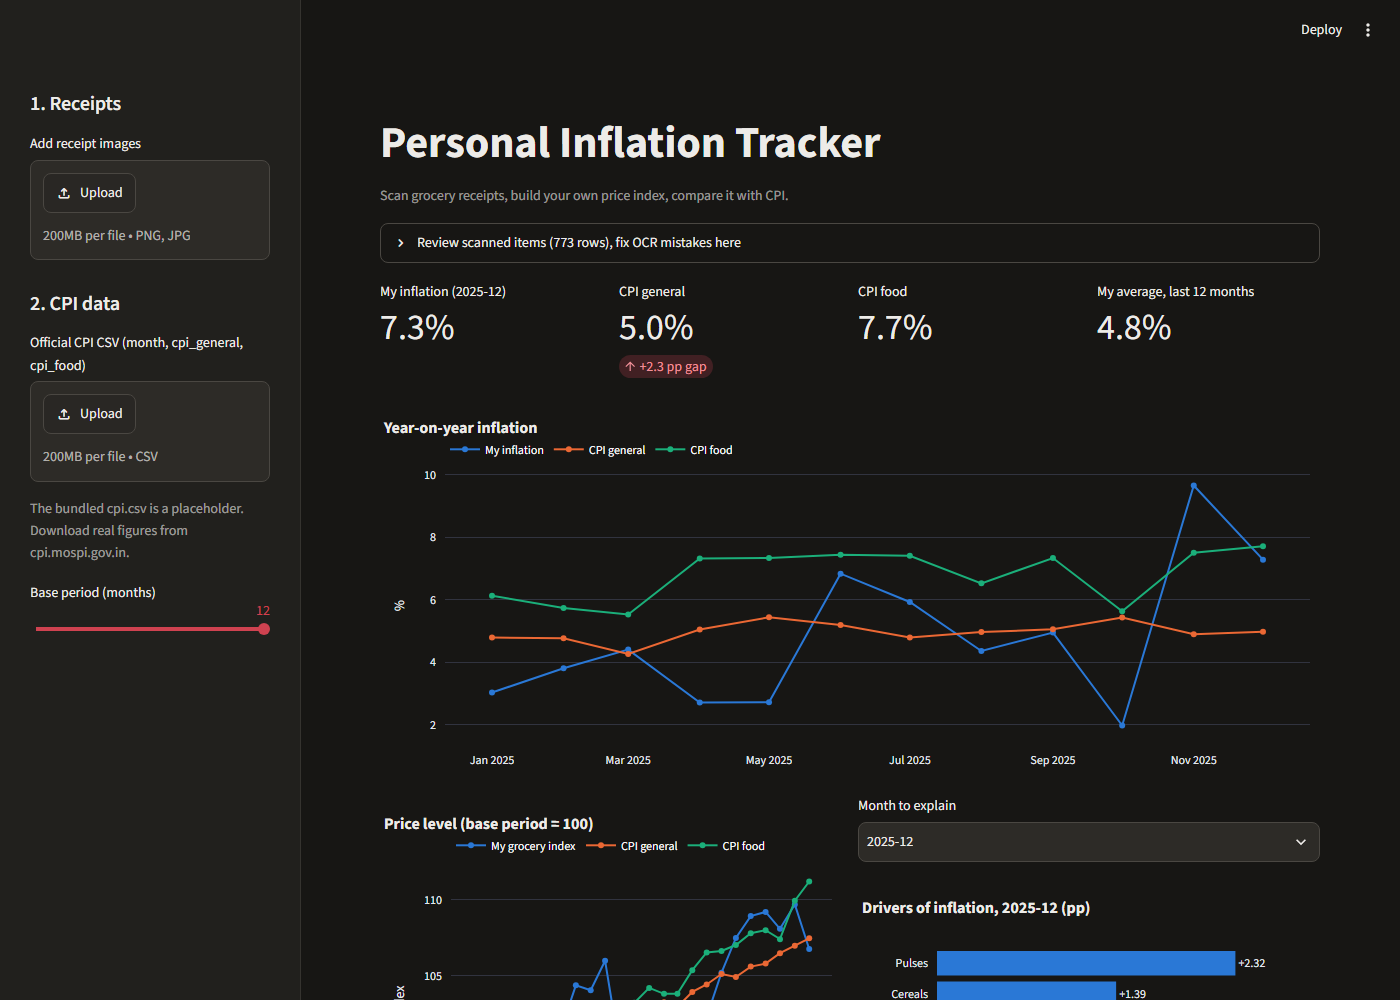 Deploy
1. Receipts
Add receipt images
Upload
200MB per file • PNG, JPG
2. CPI data
Official CPI CSV (month, cpi_general,
cpi_food)
Upload
200MB per file • CSV
The bundled cpi.csv is a placeholder.
Download real figures from
cpi.mospi.gov.in.
Base period (months)
12
Personal Inflation Tracker
Scan grocery receipts, build your own price index, compare it with CPI.
Review scanned items (773 rows), fix OCR mistakes here
My inflation (2025-12)
7.3%
CPI general
5.0%
↑ +2.3 pp gap
CPI food
7.7%
My average, last 12 months
4.8%
Year-on-year inflation
My inflation CPI general CPI food
10
8
6
4
2
%
Jan 2025 Mar 2025 May 2025 Jul 2025 Sep 2025 Nov 2025
Price level (base period = 100)
My grocery index CPI general CPI food
110
105
Month to explain
2025-12
Drivers of inflation, 2025-12 (pp)
Pulses +2.32
Cereals +1.39